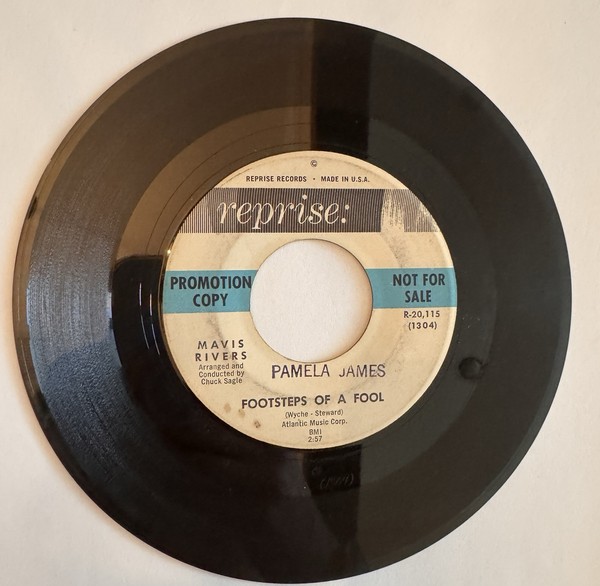 ©
REPRISE RECORDS • MADE IN U.S.A.
reprise:
PROMOTION
COPY
NOT FOR
SALE
R-20,115
(1304)
MAVIS
RIVERS
Arranged and
Conducted by
Chuck Sagle
PAMELA JAMES
FOOTSTEPS OF A FOOL
(Wyche - Steward)
Atlantic Music Corp.
BMI
2:57